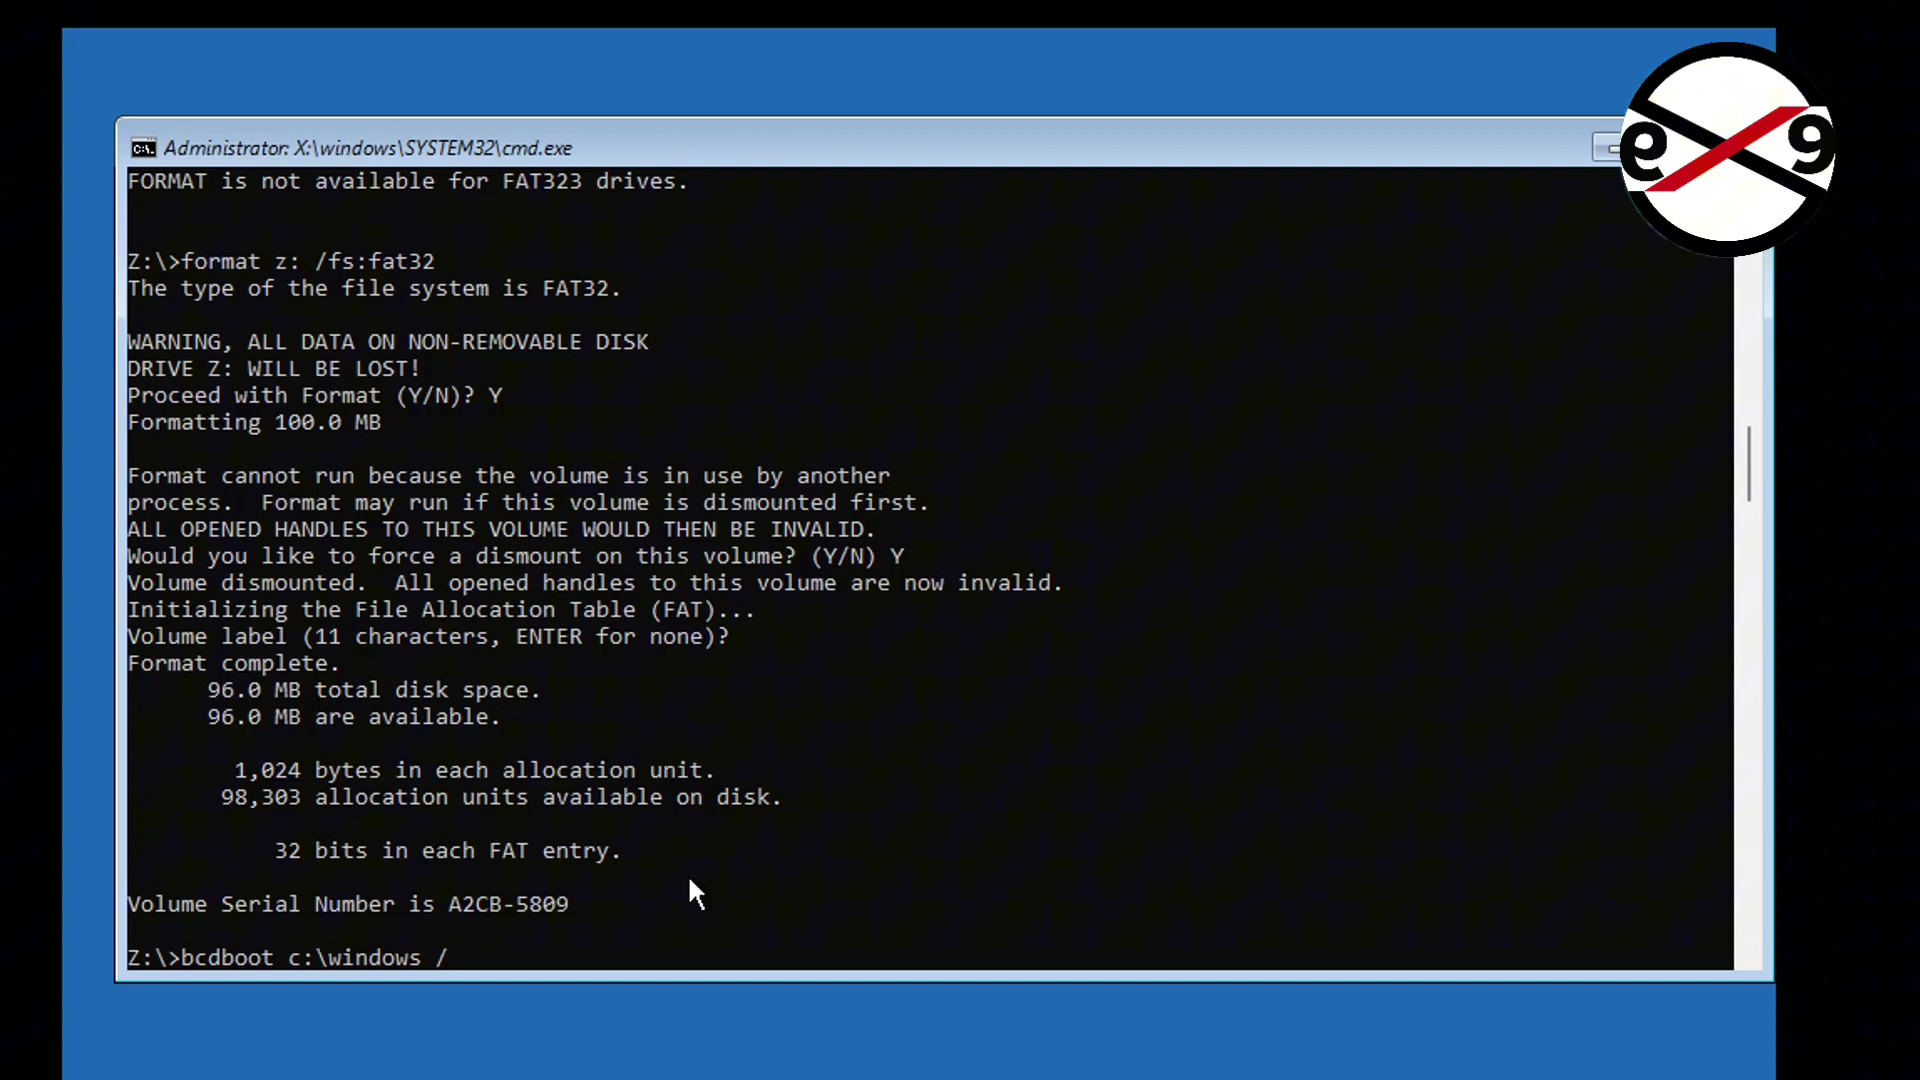 Administrator: X:\windows\SYSTEM32\cmd.exe
FORMAT is not available for FAT323 drives.
Z:\>format z: /fs:fat32
The type of the file system is FAT32.
WARNING, ALL DATA ON NON-REMOVABLE DISK
DRIVE Z: WILL BE LOST!
Proceed with Format (Y/N)? Y
Formatting 100.0 MB
Format cannot run because the volume is in use by another
process.  Format may run if this volume is dismounted first.
ALL OPENED HANDLES TO THIS VOLUME WOULD THEN BE INVALID.
Would you like to force a dismount on this volume? (Y/N) Y
Volume dismounted.  All opened handles to this volume are now invalid.
Initializing the File Allocation Table (FAT)...
Volume label (11 characters, ENTER for none)?
Format complete.
96.0 MB total disk space.
96.0 MB are available.
1,024 bytes in each allocation unit.
98,303 allocation units available on disk.
32 bits in each FAT entry.
Volume Serial Number is A2CB-5809
Z:\>bcdboot c:\windows /
e 9